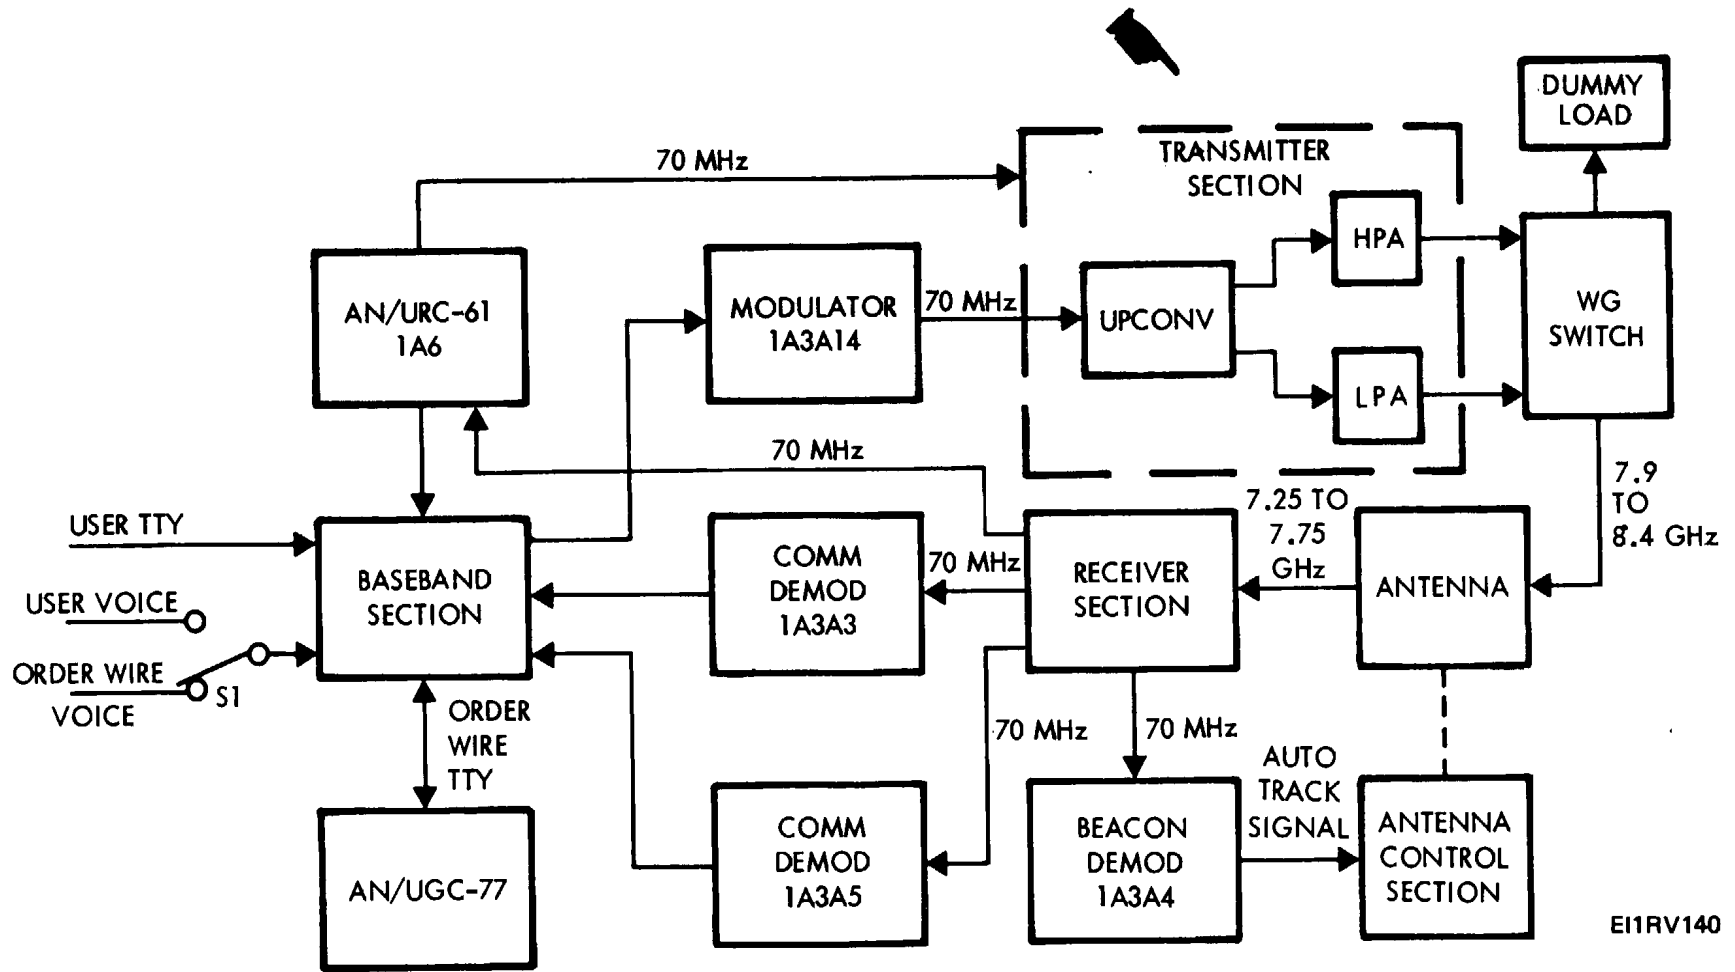 DUMMY
LOAD
70 MHz
TRANSMITTER
SECTION
HPA
AN/URC-61
1A6
MODULATOR
1A3A14
70 MHz
UPCONV
WG
SWITCH
LPA
70 MHz
7.9
TO
8.4 GHz
7.25 TO
7.75
GHz
USER TTY
BASEBAND
SECTION
COMM
DEMOD
1A3A3
70 MHz
RECEIVER
SECTION
ANTENNA
USER VOICE
ORDER WIRE
VOICE
S1
ORDER
WIRE
TTY
70 MHz
70 MHz
AUTO
TRACK
SIGNAL
AN/UGC-77
COMM
DEMOD
1A3A5
BEACON
DEMOD
1A3A4
ANTENNA
CONTROL
SECTION
EI1RV140